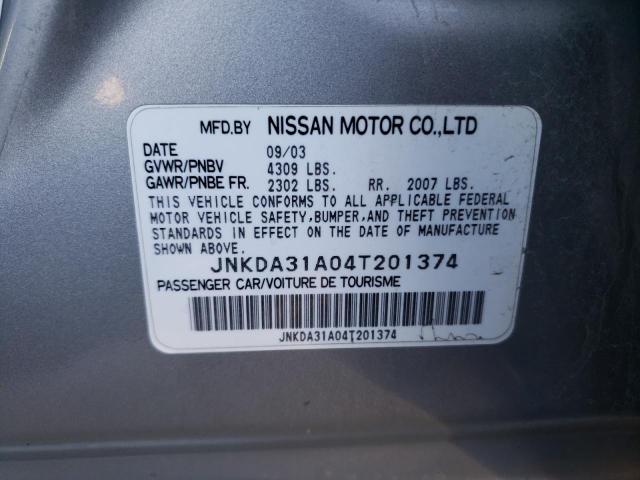 MFD.BY NISSAN MOTOR CO.,LTD
DATE 09/03
GVWR/PNBV 4309 LBS.
GAWR/PNBE FR. 2302 LBS. RR. 2007 LBS.
THIS VEHICLE CONFORMS TO ALL APPLICABLE FEDERAL
MOTOR VEHICLE SAFETY, BUMPER, AND THEFT PREVENTION
STANDARDS IN EFFECT ON THE DATE OF MANUFACTURE
SHOWN ABOVE.
JNKDA31A04T201374
PASSENGER CAR/VOITURE DE TOURISME
JNKDA31A04T201374